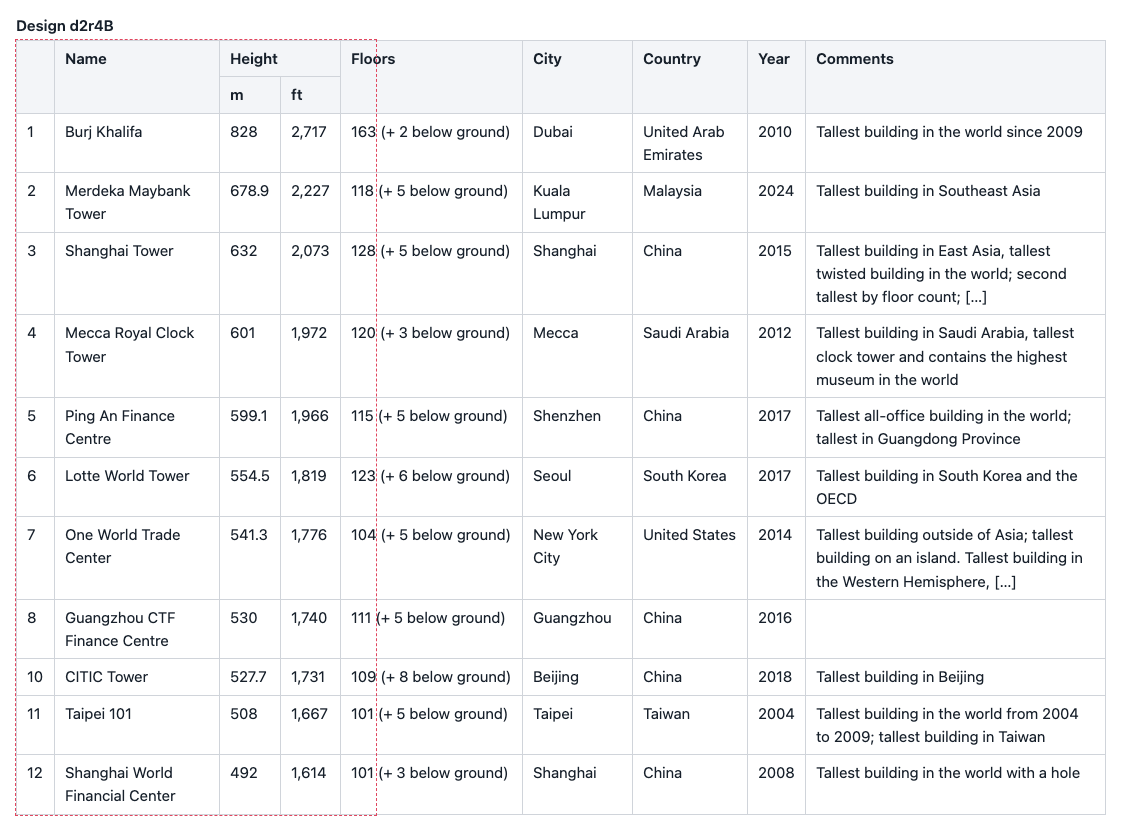 Design d2r4B
Name Height Floors City Country Year Comments
m ft
1 Burj Khalifa 828 2,717 163 (+ 2 below ground) Dubai United Arab 2010 Tallest building in the world since 2009
Emirates
2 Merdeka Maybank 678.9 2,227 118 (+ 5 below ground) Kuala Malaysia 2024 Tallest building in Southeast Asia
Tower Lumpur
3 Shanghai Tower 632 2,073 128 (+ 5 below ground) Shanghai China 2015 Tallest building in East Asia, tallest
twisted building in the world; second
tallest by floor count; [...]
4 Mecca Royal Clock 601 1,972 120 (+ 3 below ground) Mecca Saudi Arabia 2012 Tallest building in Saudi Arabia, tallest
Tower clock tower and contains the highest
museum in the world
5 Ping An Finance 599.1 1,966 115 (+ 5 below ground) Shenzhen China 2017 Tallest all-office building in the world;
Centre tallest in Guangdong Province
6 Lotte World Tower 554.5 1,819 123 (+ 6 below ground) Seoul South Korea 2017 Tallest building in South Korea and the
OECD
7 One World Trade 541.3 1,776 104 (+ 5 below ground) New York United States 2014 Tallest building outside of Asia; tallest
Center City building on an island. Tallest building in
the Western Hemisphere, [...]
8 Guangzhou CTF 530 1,740 111 (+ 5 below ground) Guangzhou China 2016
Finance Centre
10 CITIC Tower 527.7 1,731 109 (+ 8 below ground) Beijing China 2018 Tallest building in Beijing
11 Taipei 101 508 1,667 101 (+ 5 below ground) Taipei Taiwan 2004 Tallest building in the world from 2004
to 2009; tallest building in Taiwan
12 Shanghai World 492 1,614 101 (+ 3 below ground) Shanghai China 2008 Tallest building in the world with a hole
Financial Center